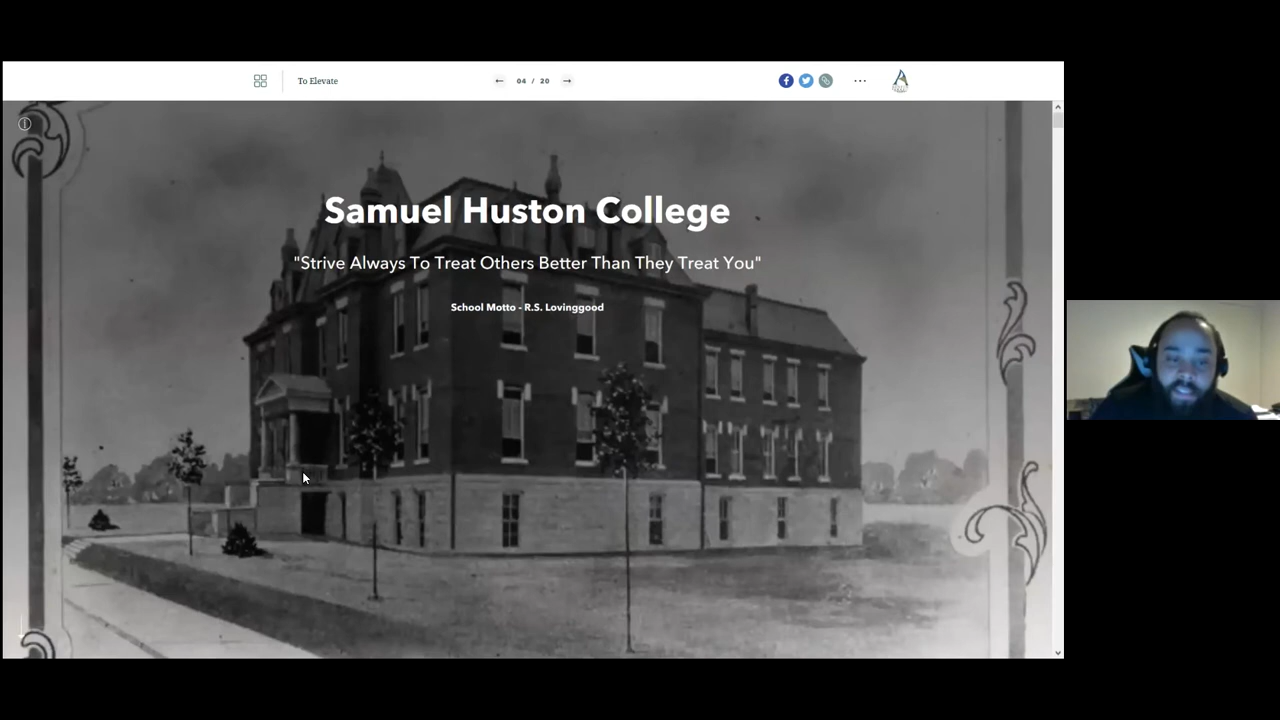 To Elevate
04 / 20
Samuel Huston College
"Strive Always To Treat Others Better Than They Treat You"
School Motto - R.S. Lovinggood